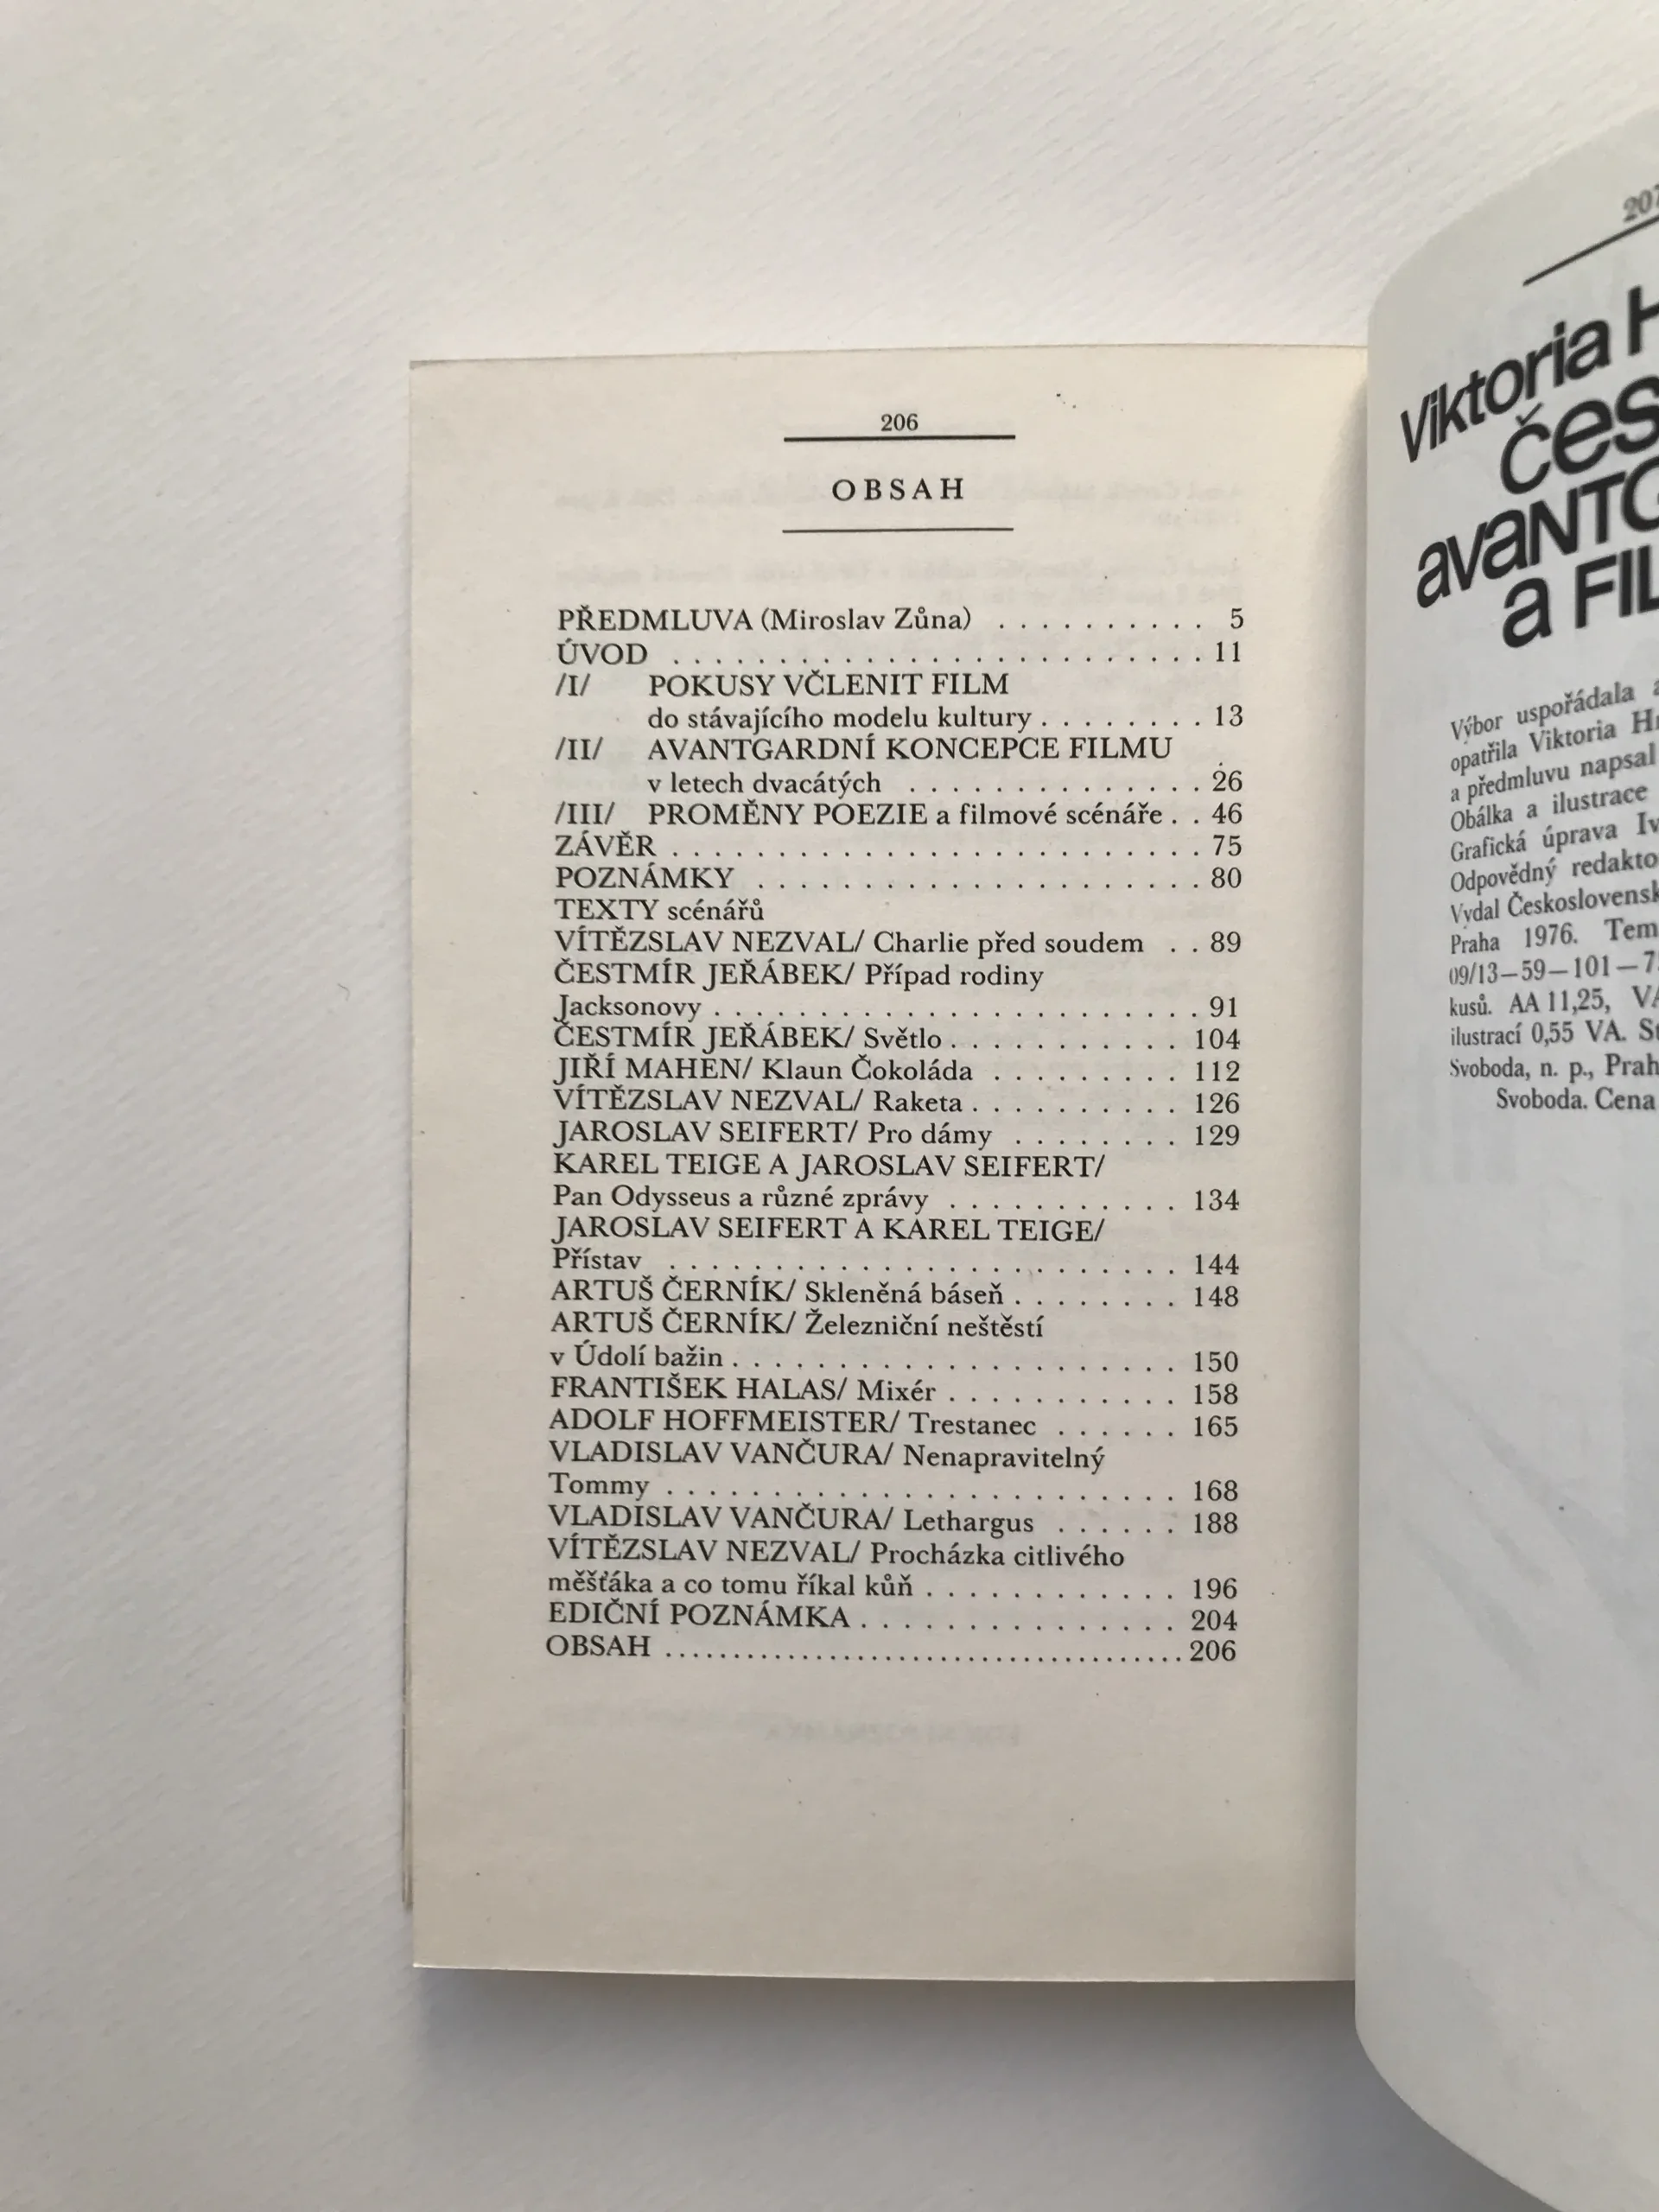 206
OBSAH
PŘEDMLUVA (Miroslav Zůna) . . . . . . . . . . 5
ÚVOD . . . . . . . . . . . . . . . . . . . . . . . . . 11
/I/ POKUSY VČLENIT FILM
do stávajícího modelu kultury . . . . . . . . 13
/II/ AVANTGARDNÍ KONCEPCE FILMU
v letech dvacátých . . . . . . . . . . . . . . 26
/III/ PROMĚNY POEZIE a filmové scénáře . . 46
ZÁVĚR . . . . . . . . . . . . . . . . . . . . . . . . . 75
POZNÁMKY . . . . . . . . . . . . . . . . . . . . . 80
TEXTY scénářů
VÍTĚZSLAV NEZVAL/ Charlie před soudem . . 89
ČESTMÍR JEŘÁBEK/ Případ rodiny
Jacksonovy . . . . . . . . . . . . . . . . . . . . . . . 91
ČESTMÍR JEŘÁBEK/ Světlo . . . . . . . . . . . 104
JIŘÍ MAHEN/ Klaun Čokoláda . . . . . . . . . 112
VÍTĚZSLAV NEZVAL/ Raketa . . . . . . . . . . 126
JAROSLAV SEIFERT/ Pro dámy . . . . . . . . 129
KAREL TEIGE A JAROSLAV SEIFERT/
Pan Odysseus a různé zprávy . . . . . . . . . . . 134
JAROSLAV SEIFERT A KAREL TEIGE/
Přístav . . . . . . . . . . . . . . . . . . . . . . . . 144
ARTUŠ ČERNÍK/ Skleněná báseň . . . . . . . . 148
ARTUŠ ČERNÍK/ Železniční neštěstí
v Údolí bažin . . . . . . . . . . . . . . . . . . . . . 150
FRANTIŠEK HALAS/ Mixér . . . . . . . . . . . 158
ADOLF HOFFMEISTER/ Trestanec . . . . . . 165
VLADISLAV VANČURA/ Nenapravitelný
Tommy . . . . . . . . . . . . . . . . . . . . . . . . 168
VLADISLAV VANČURA/ Lethargus . . . . . . 188
VÍTĚZSLAV NEZVAL/ Procházka citlivého
měšťáka a co tomu říkal kůň . . . . . . . . . . . . 196
EDIČNÍ POZNÁMKA . . . . . . . . . . . . . . . 204
OBSAH ...................................... 206
207
Viktoria
a
Výbor uspořádala
opatřila Viktoria
a předmluvu napsal
Obálka a ilustrace
Grafická úprava
Odpovědný
Vydal
Praha 1976.
09/13—59—101—
kusů. AA 11,25,
ilustrací 0,55 VA.
Svoboda, n. p.,
Svoboda. Cena